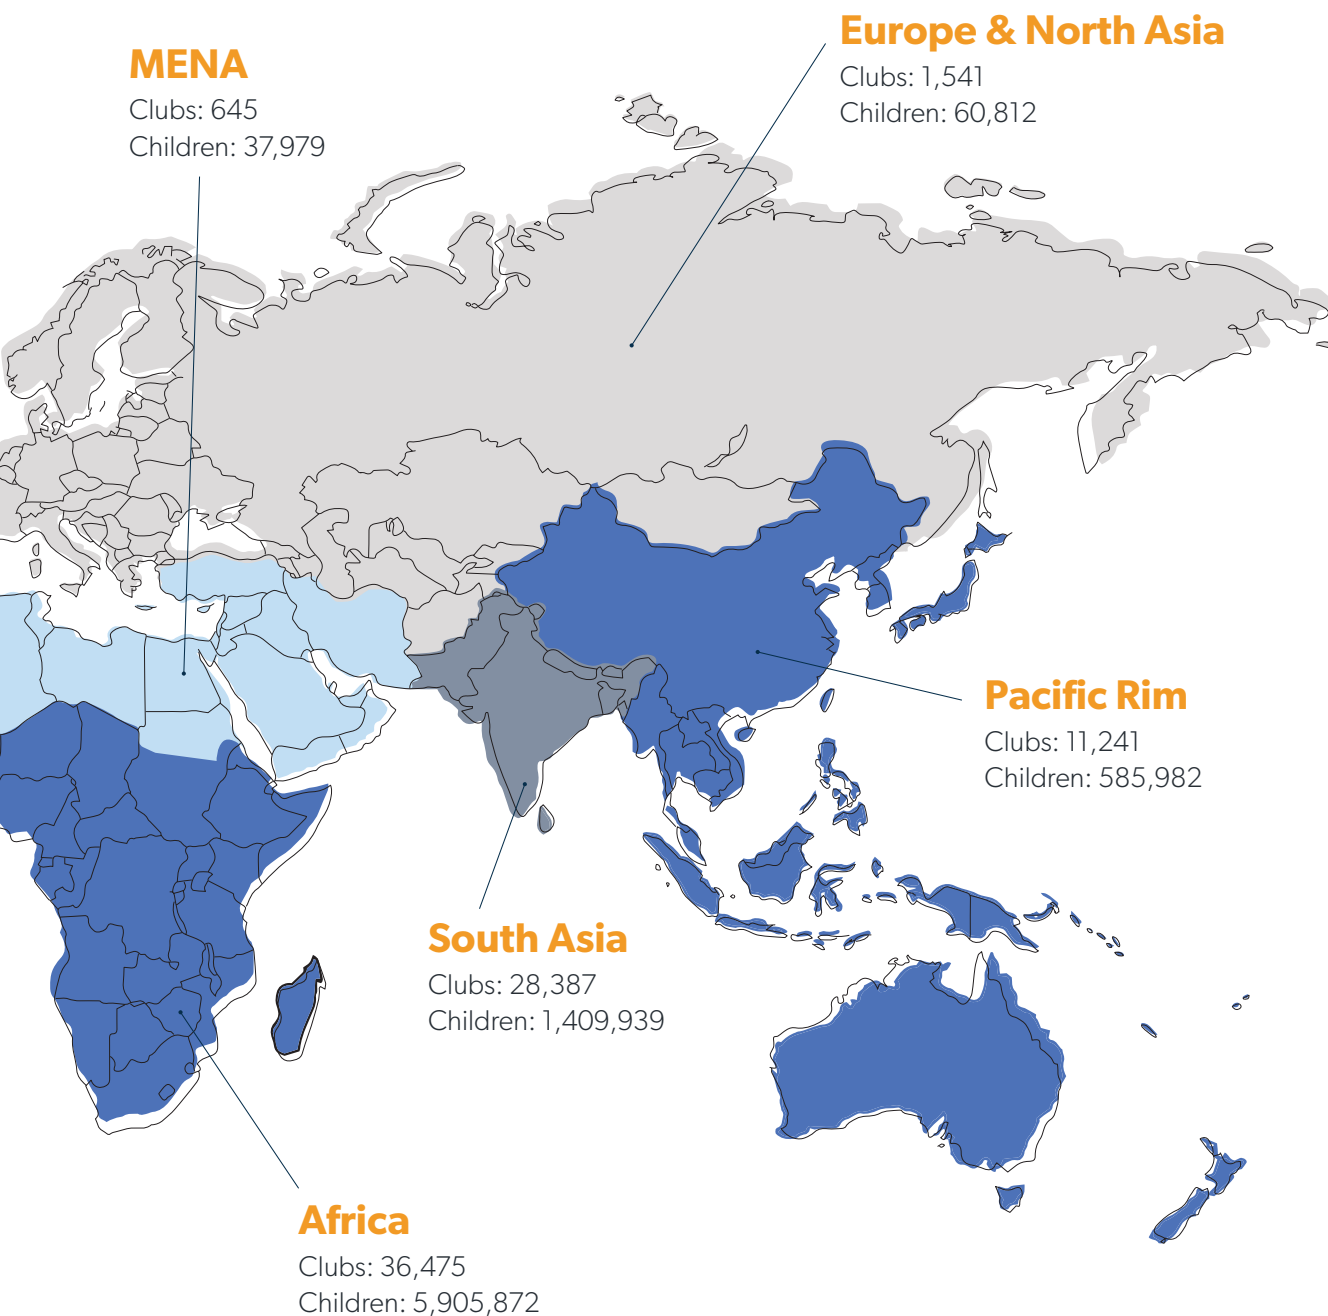 MENA
Clubs: 645
Children: 37,979
Europe & North Asia
Clubs: 1,541
Children: 60,812
Pacific Rim
Clubs: 11,241
Children: 585,982
South Asia
Clubs: 28,387
Children: 1,409,939
Africa
Clubs: 36,475
Children: 5,905,872